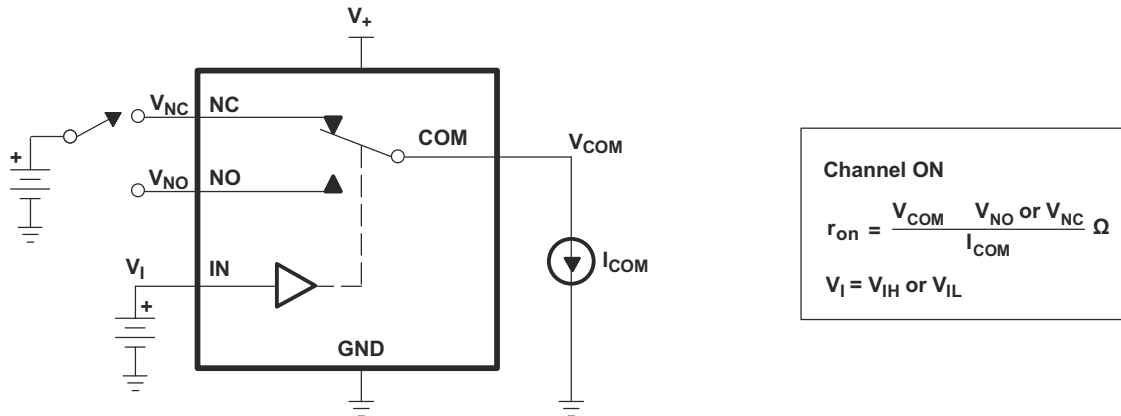 V+
VNC NC
COM
VCOM
+
VNO NO
VI IN
+
ICOM
GND
Channel ON
ron = VCOM VNO or VNC Ω
ICOM
VI = VIH or VIL